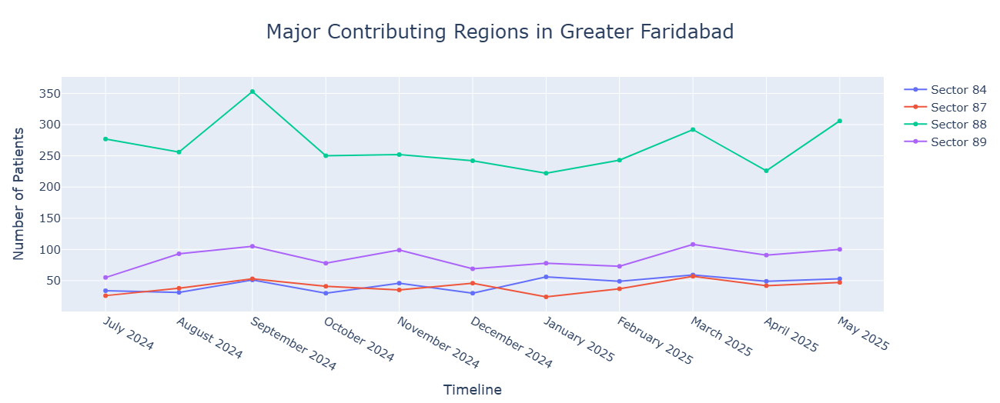 Major Contributing Regions in Greater Faridabad
Sector 84
Sector 87
Sector 88
Sector 89
Number of Patients
350
300
250
200
150
100
50
July 2024
August 2024
September 2024
October 2024
November 2024
December 2024
January 2025
February 2025
March 2025
April 2025
May 2025
Timeline